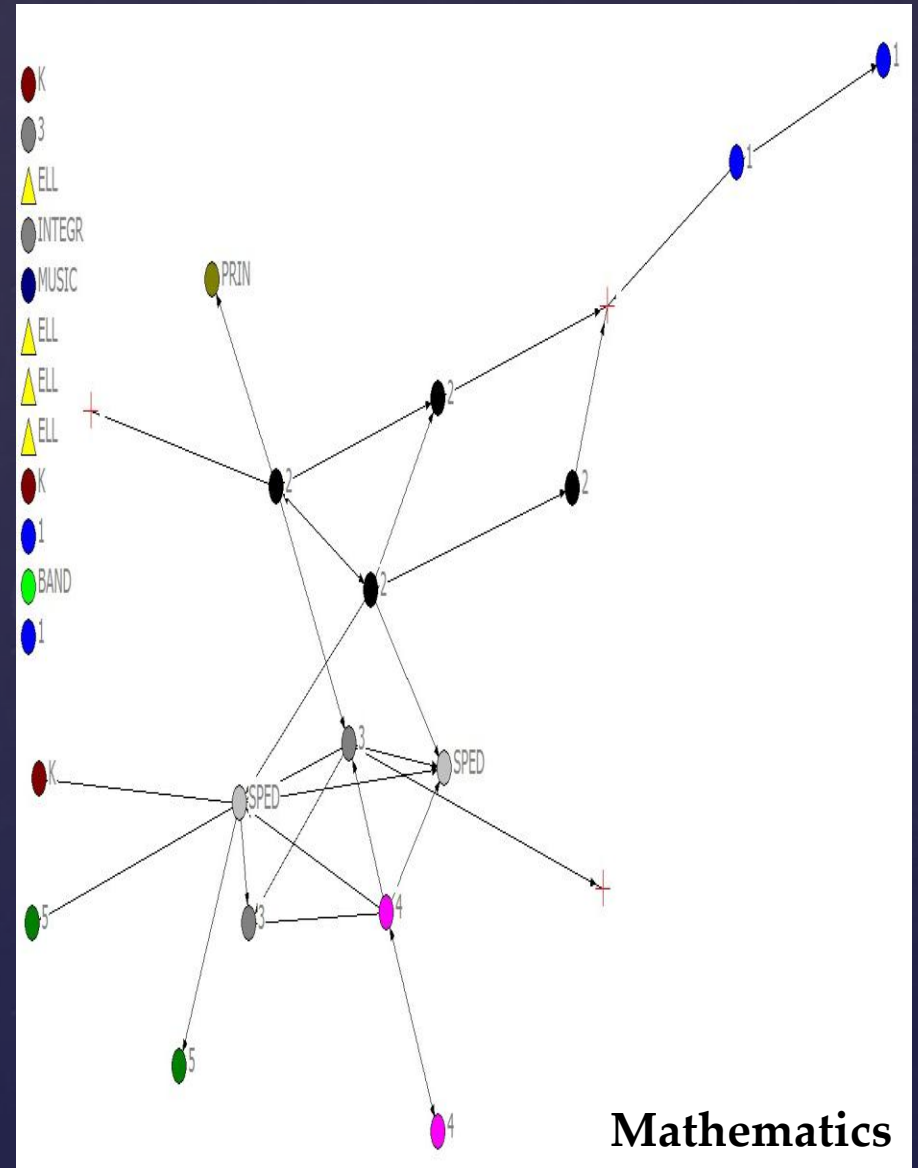 K
3
ELL
INTEGR
MUSIC
ELL
ELL
ELL
K
1
BAND
1
1
1
PRIN
2
2
2
2
3
SPED
K
SPED
5
3
4
5
4
Mathematics